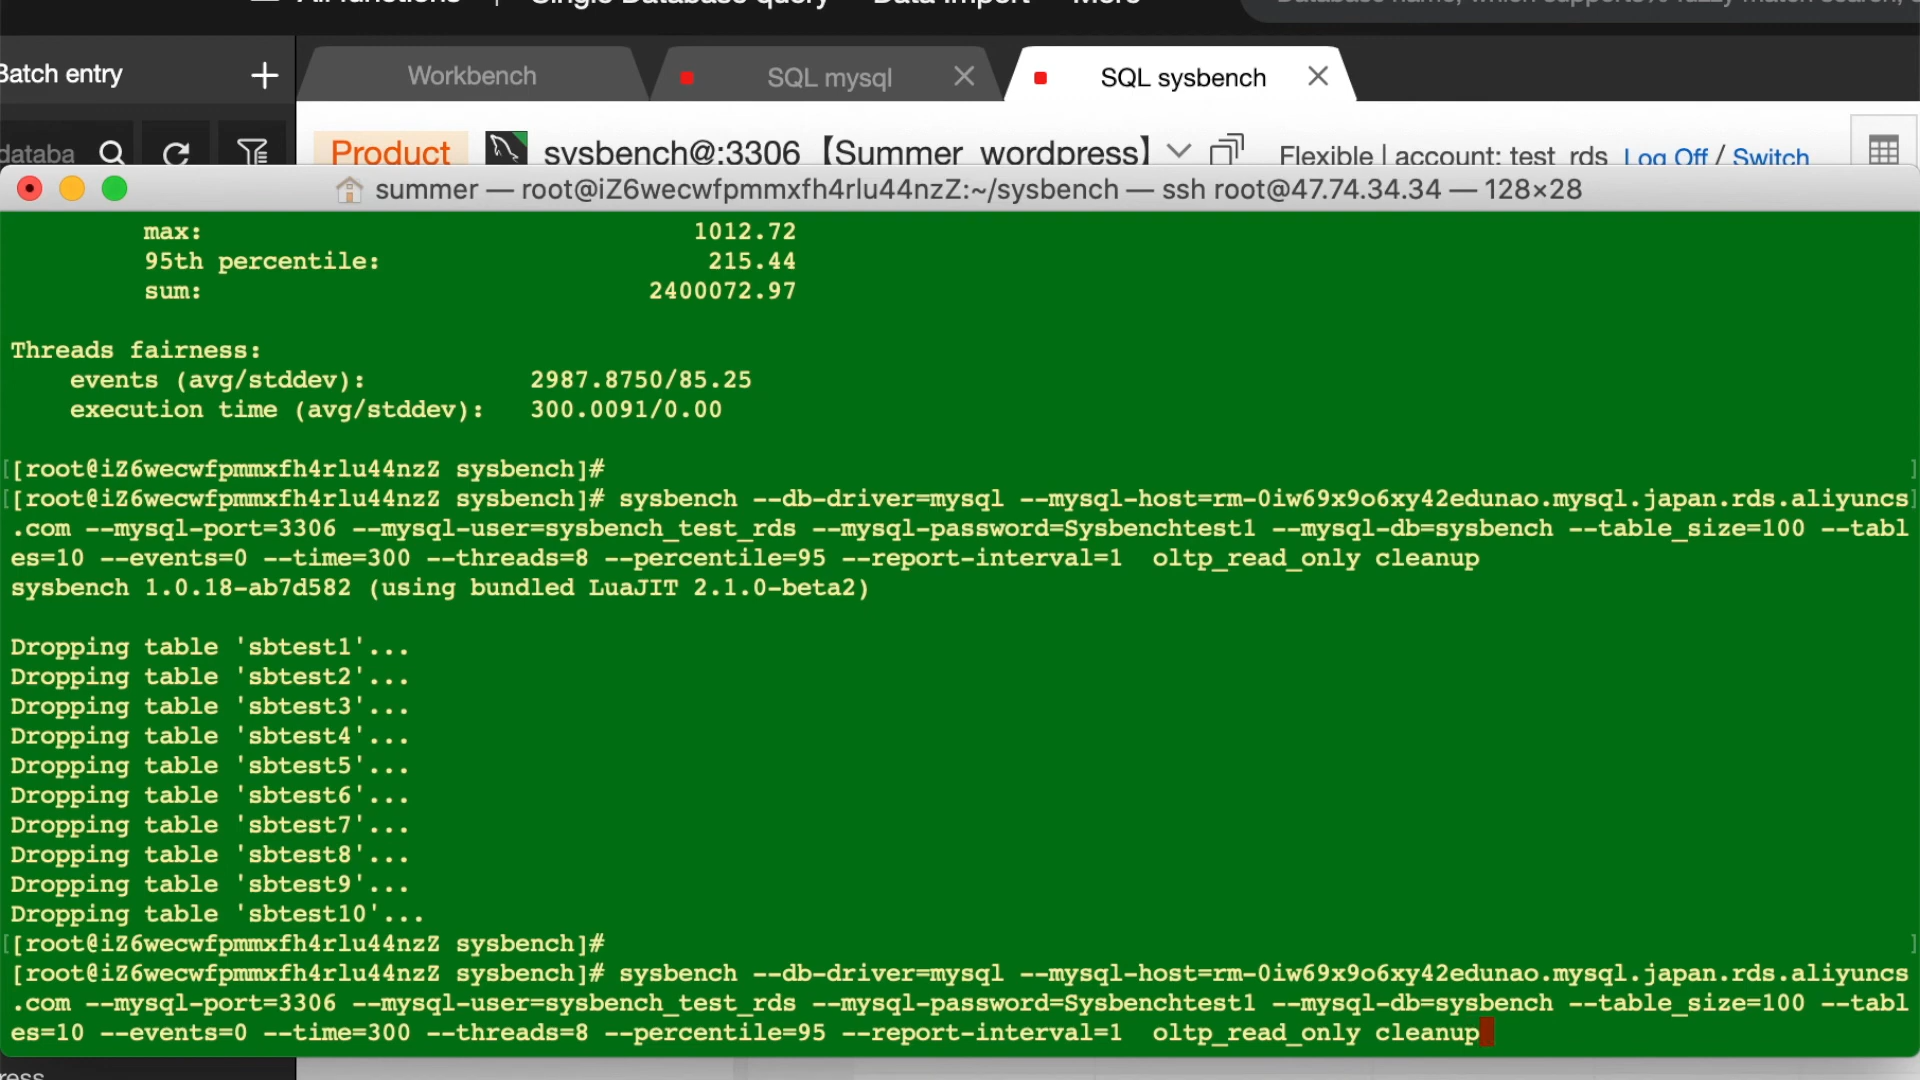 All functions | Single Database query Data import More
Batch entry + Workbench SQL mysql SQL sysbench
databa
Product sysbench@:3306【Summer_wordpress】 Flexible | account: test_rds Log Off / Switch
summer — root@iZ6wecwfpmmxfh4rlu44nzZ:~/sysbench — ssh root@47.74.34.34 — 128×28
max: 1012.72
95th percentile: 215.44
sum: 2400072.97
Threads fairness:
events (avg/stddev): 2987.8750/85.25
execution time (avg/stddev): 300.0091/0.00
[[root@iZ6wecwfpmmxfh4rlu44nzZ sysbench]# ]
[[root@iZ6wecwfpmmxfh4rlu44nzZ sysbench]# sysbench --db-driver=mysql --mysql-host=rm-0iw69x9o6xy42edunao.mysql.japan.rds.aliyuncs]
.com --mysql-port=3306 --mysql-user=sysbench_test_rds --mysql-password=Sysbenchtest1 --mysql-db=sysbench --table_size=100 --tabl
es=10 --events=0 --time=300 --threads=8 --percentile=95 --report-interval=1  oltp_read_only cleanup
sysbench 1.0.18-ab7d582 (using bundled LuaJIT 2.1.0-beta2)
Dropping table 'sbtest1'...
Dropping table 'sbtest2'...
Dropping table 'sbtest3'...
Dropping table 'sbtest4'...
Dropping table 'sbtest5'...
Dropping table 'sbtest6'...
Dropping table 'sbtest7'...
Dropping table 'sbtest8'...
Dropping table 'sbtest9'...
Dropping table 'sbtest10'...
[[root@iZ6wecwfpmmxfh4rlu44nzZ sysbench]# ]
[root@iZ6wecwfpmmxfh4rlu44nzZ sysbench]# sysbench --db-driver=mysql --mysql-host=rm-0iw69x9o6xy42edunao.mysql.japan.rds.aliyuncs
.com --mysql-port=3306 --mysql-user=sysbench_test_rds --mysql-password=Sysbenchtest1 --mysql-db=sysbench --table_size=100 --tabl
es=10 --events=0 --time=300 --threads=8 --percentile=95 --report-interval=1  oltp_read_only cleanup